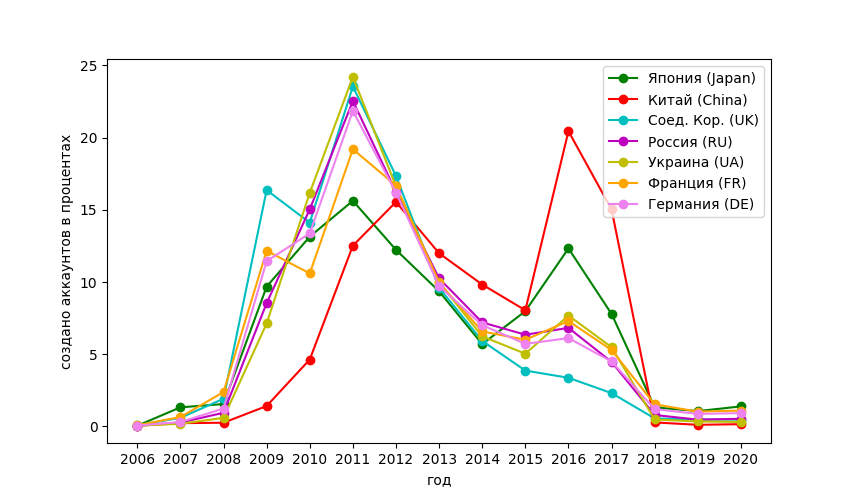 25
20
15
10
5
0
создано аккаунтов в процентах
Япония (Japan)
Китай (China)
Соед. Кор. (UK)
Россия (RU)
Украина (UA)
Франция (FR)
Германия (DE)
2006 2007 2008 2009 2010 2011 2012 2013 2014 2015 2016 2017 2018 2019 2020
год